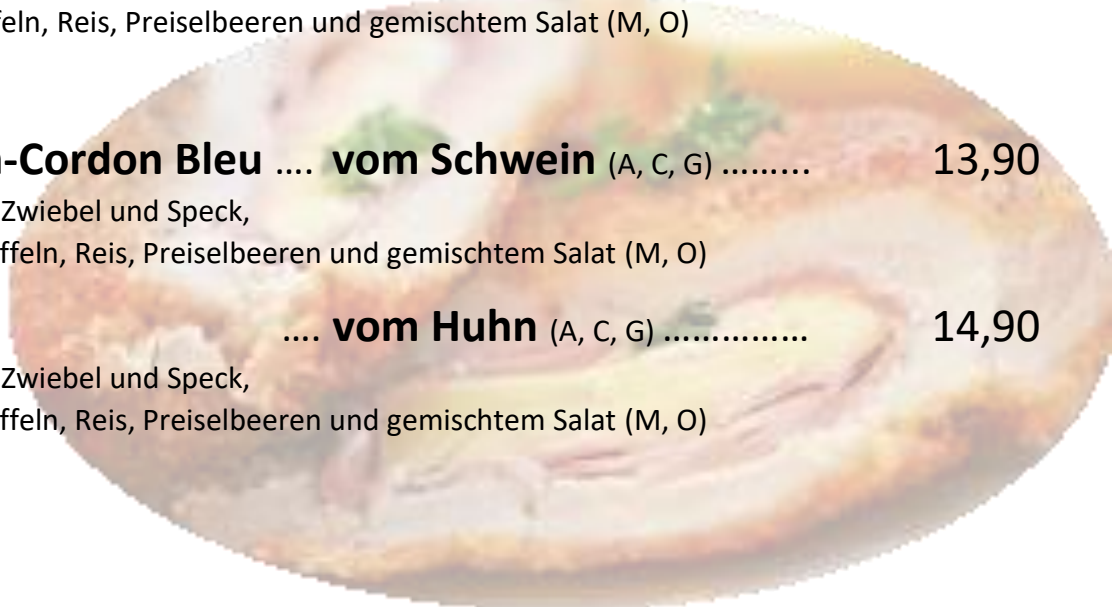 feln, Reis, Preiselbeeren und gemischtem Salat (M, O)
-Cordon Bleu .... vom Schwein (A, C, G) ......... 13,90
Zwiebel und Speck,
ffeln, Reis, Preiselbeeren und gemischtem Salat (M, O)
.... vom Huhn (A, C, G) ............... 14,90
Zwiebel und Speck,
ffeln, Reis, Preiselbeeren und gemischtem Salat (M, O)